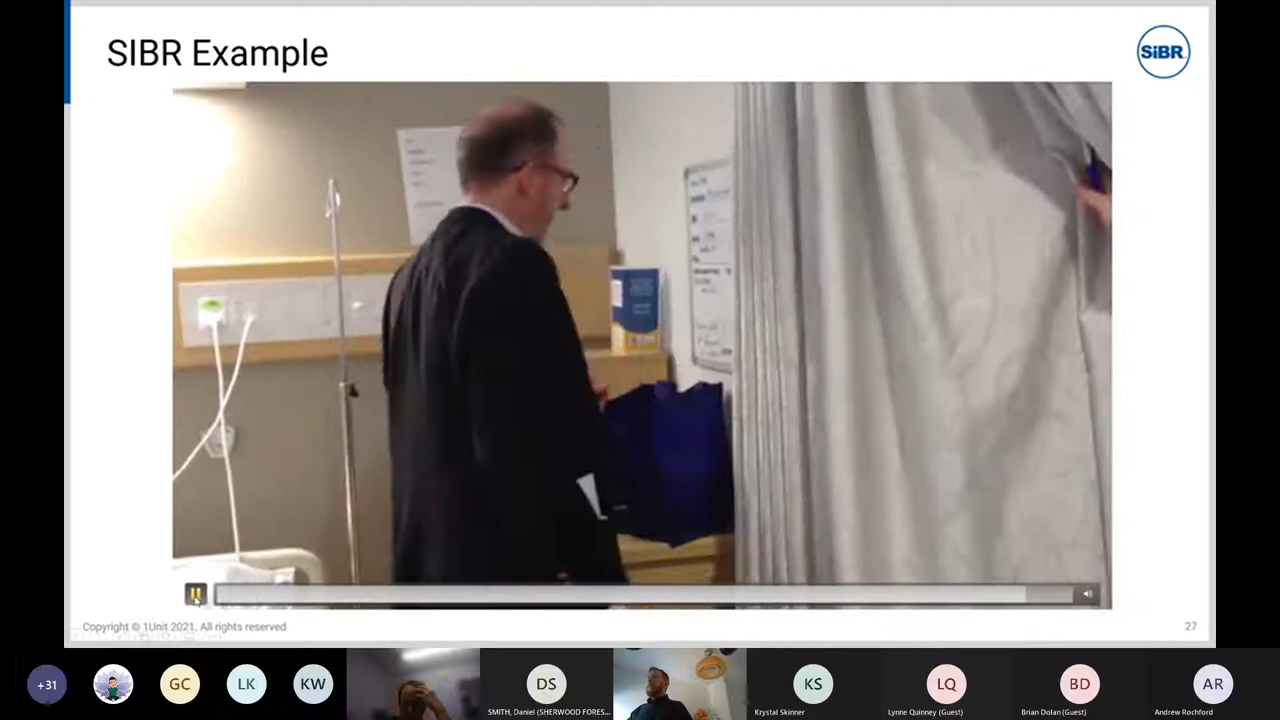 SIBR Example
SiBR
Copyright © 1Unit 2021. All rights reserved
27
+31
GC
LK
KW
DS
SMITH, Daniel (SHERWOOD FORES...
KS
Krystal Skinner
LQ
Lynne Quinney (Guest)
BD
Brian Dolan (Guest)
AR
Andrew Rochford